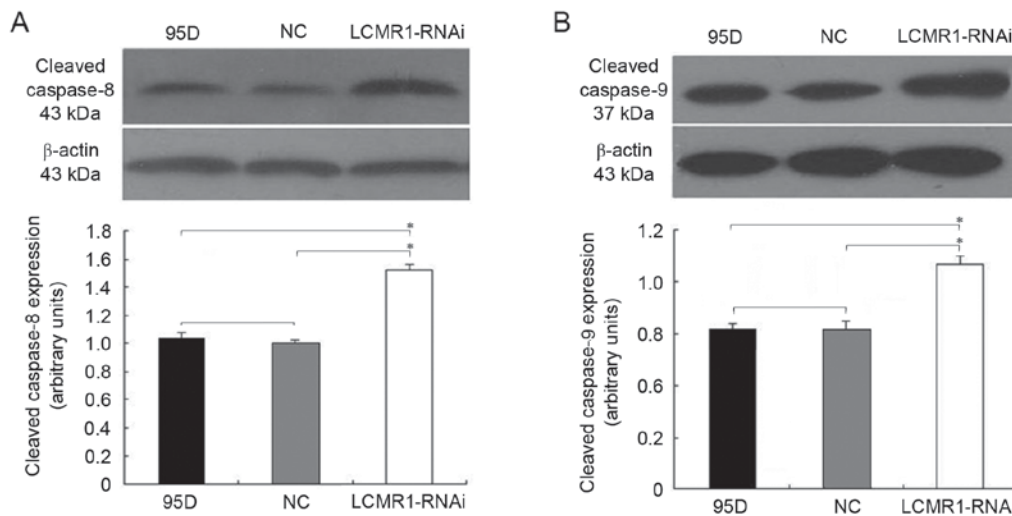 A
95D NC LCMR1-RNAi
Cleaved
caspase-8
43 kDa
β-actin
43 kDa
Cleaved caspase-8 expression
(arbitrary units)
1.8
1.6
1.4
1.2
1.0
0.8
0.6
0.4
0.2
0
*
*
95D NC LCMR1-RNAi
B
95D NC LCMR1-RNAi
Cleaved
caspase-9
37 kDa
β-actin
43 kDa
Cleaved caspase-9 expression
(arbitrary units)
1.2
1.0
0.8
0.6
0.2
0
*
*
95D NC LCMR1-RNA